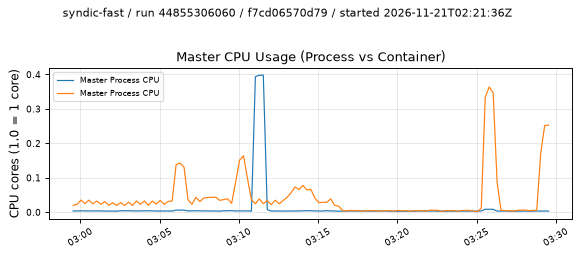 syndic-fast / run 44855306060 / f7cd06570d79 / started 2026-11-21T02:21:36Z
Master CPU Usage (Process vs Container)
Master Process CPU
Master Process CPU
CPU cores (1.0 = 1 core)
0.4
0.3
0.2
0.1
0.0
03:00
03:05
03:10
03:15
03:20
03:25
03:30